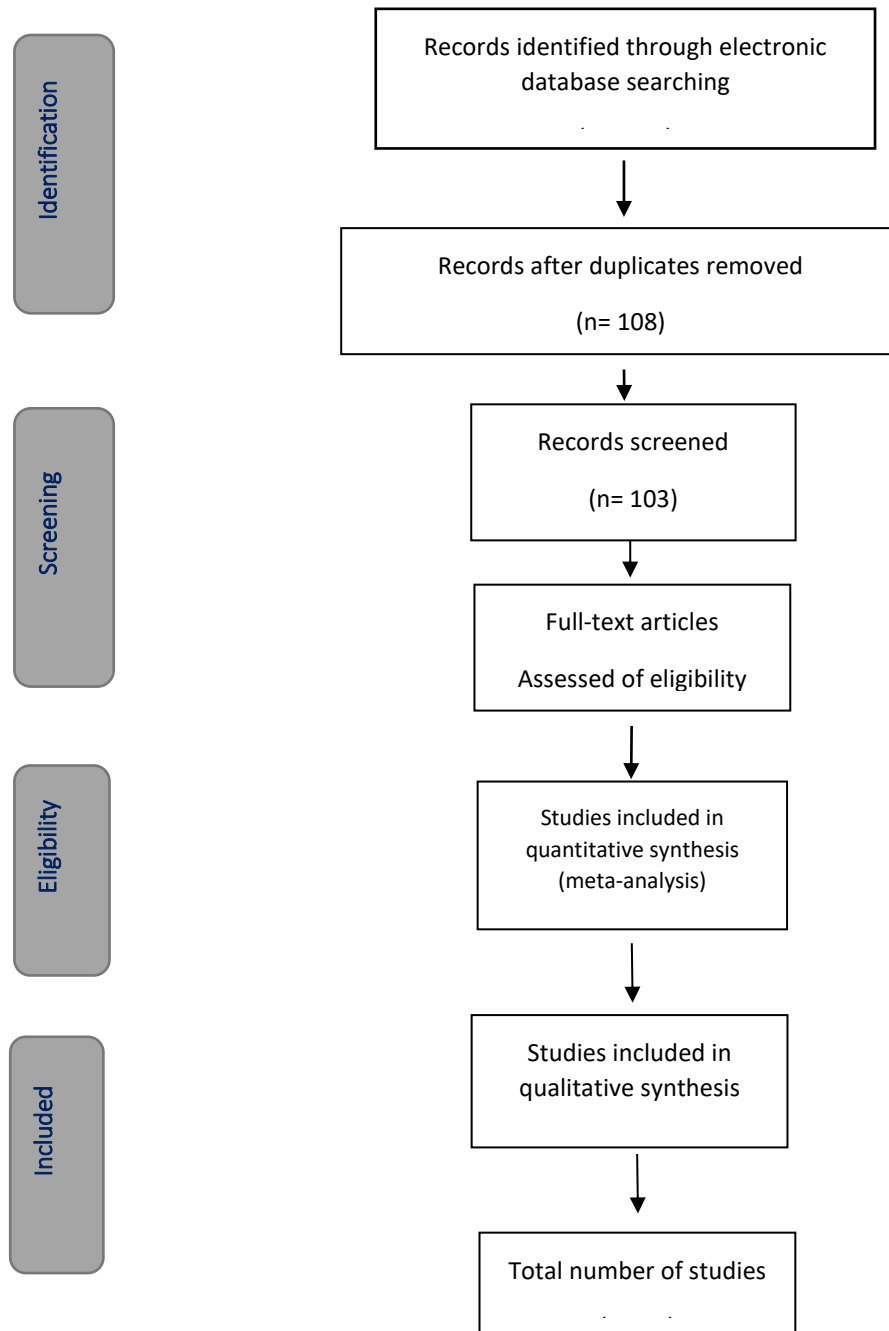 Identification
Records identified through electronic
database searching
Records after duplicates removed
(n= 108)
Screening
Records screened
(n= 103)
Full-text articles
Assessed of eligibility
Eligibility
Studies included in
quantitative synthesis
(meta-analysis)
Included
Studies included in
qualitative synthesis
Total number of studies